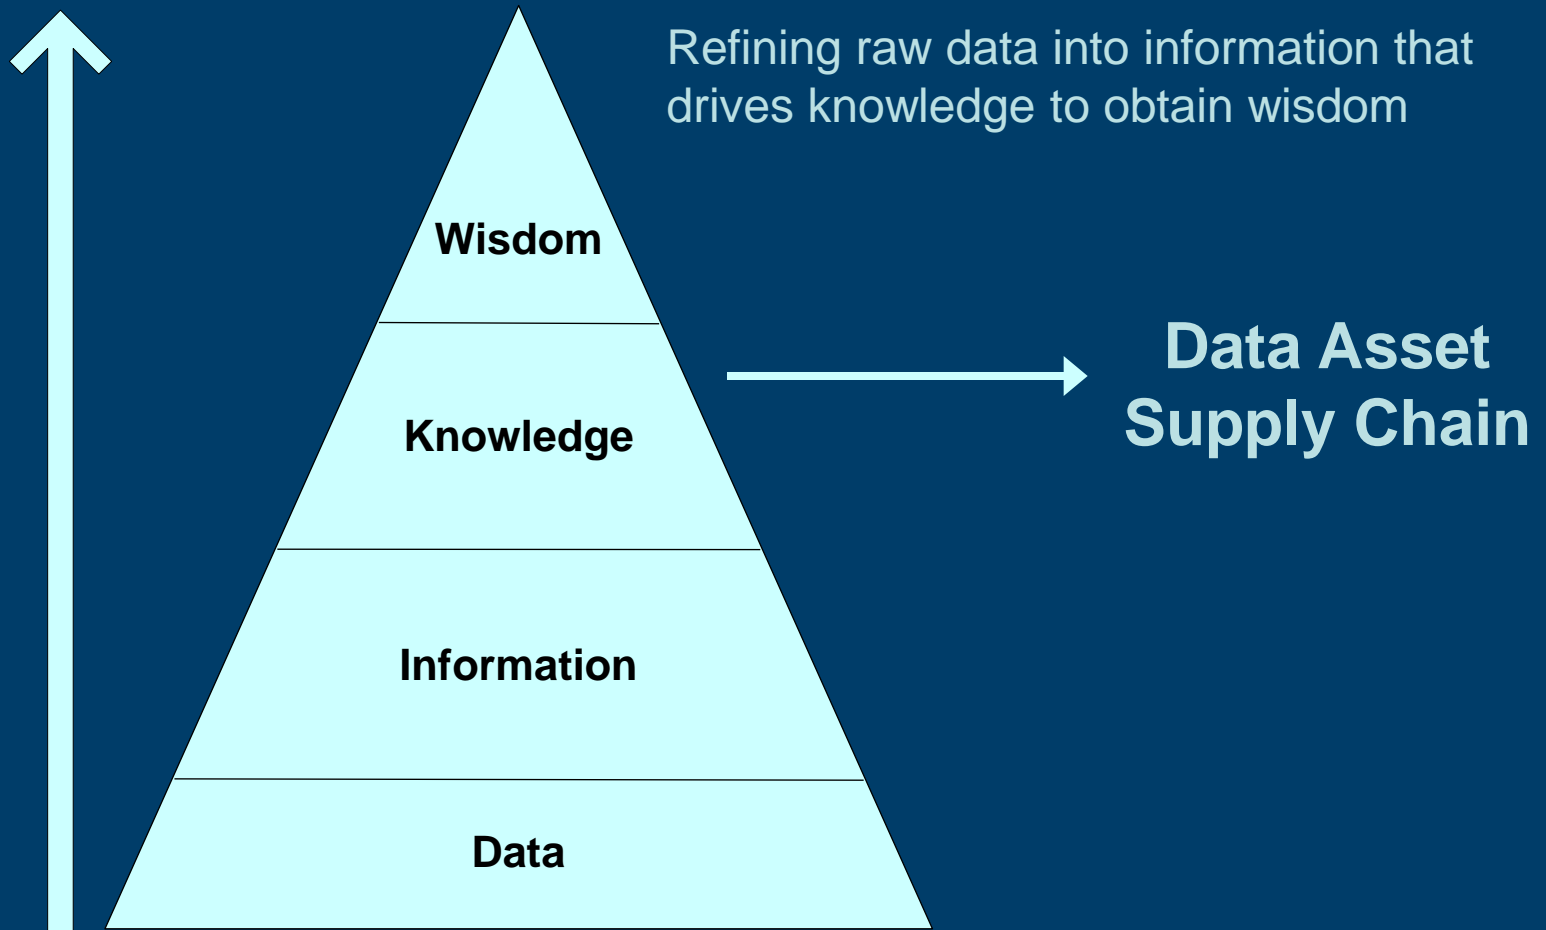 Refining raw data into information that
drives knowledge to obtain wisdom
Wisdom
Data Asset
Supply Chain
Knowledge
Information
Data